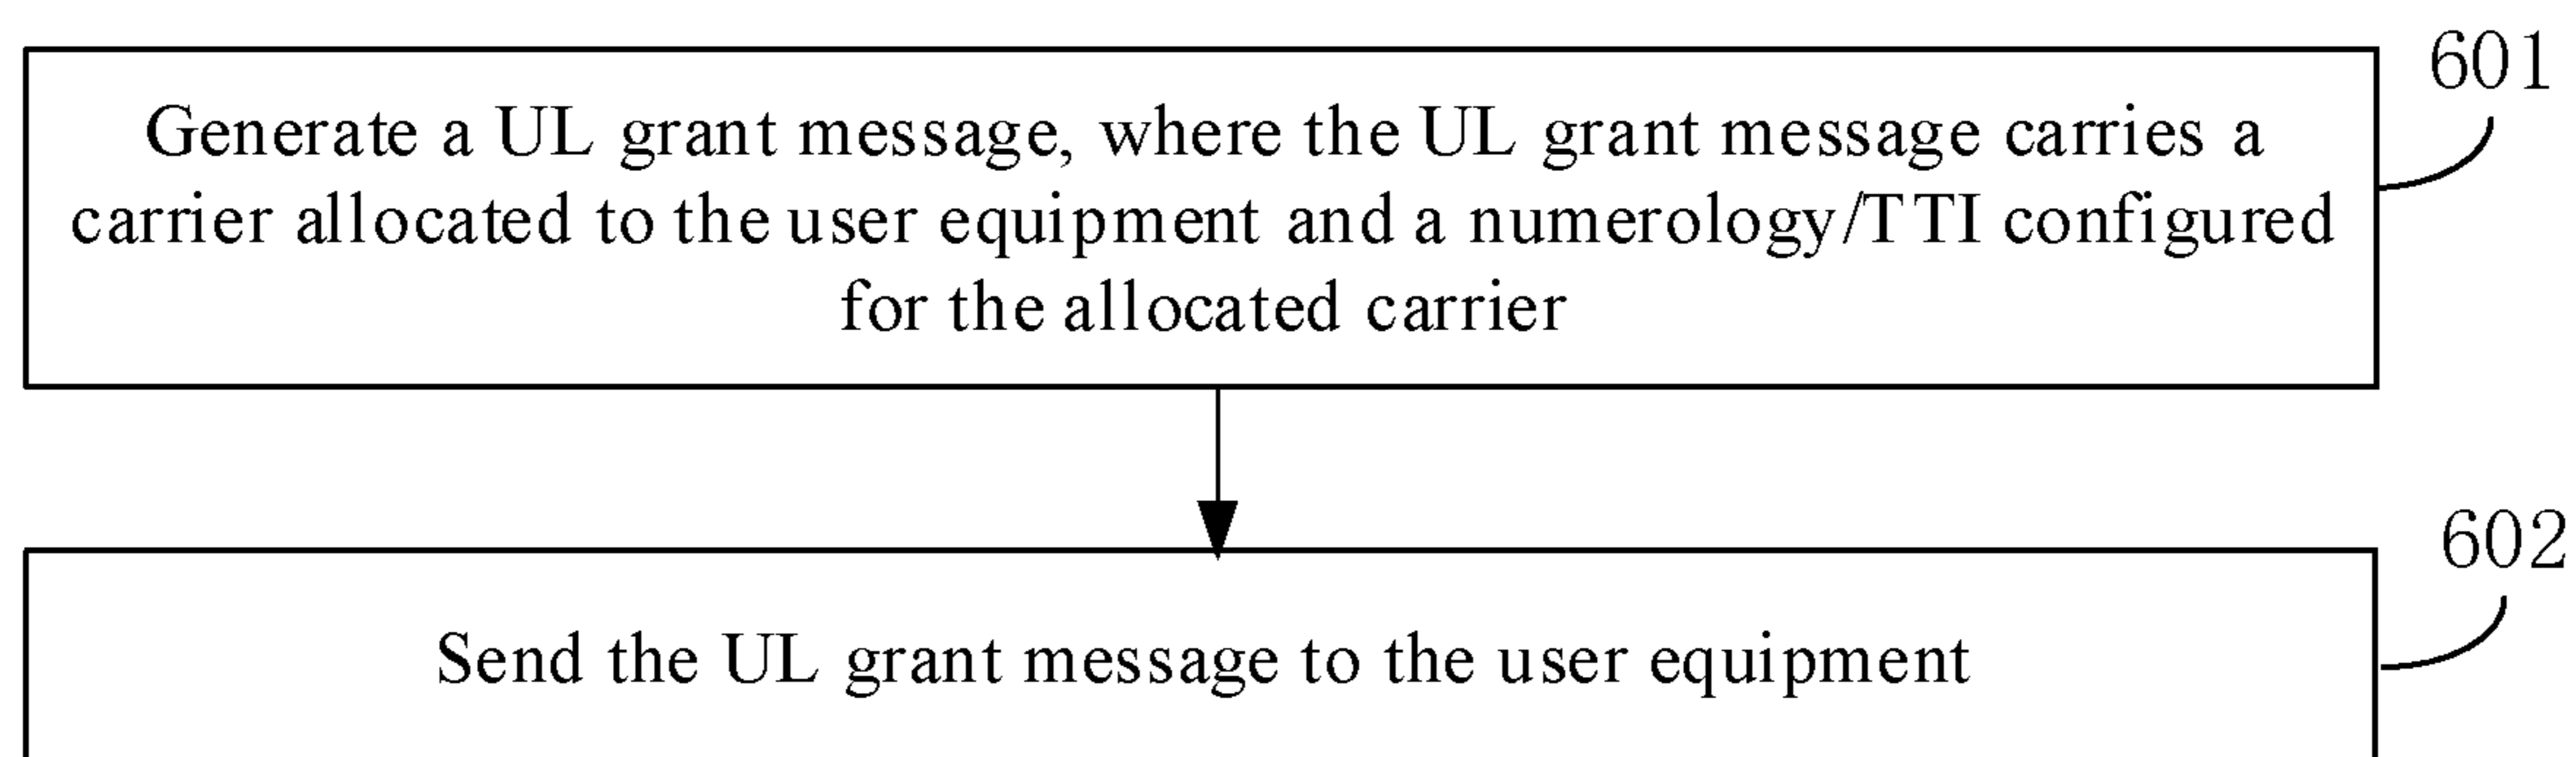 601
Generate a UL grant message, where the UL grant message carries a
carrier allocated to the user equipment and a numerology/TTI configured
for the allocated carrier
602
Send the UL grant message to the user equipment